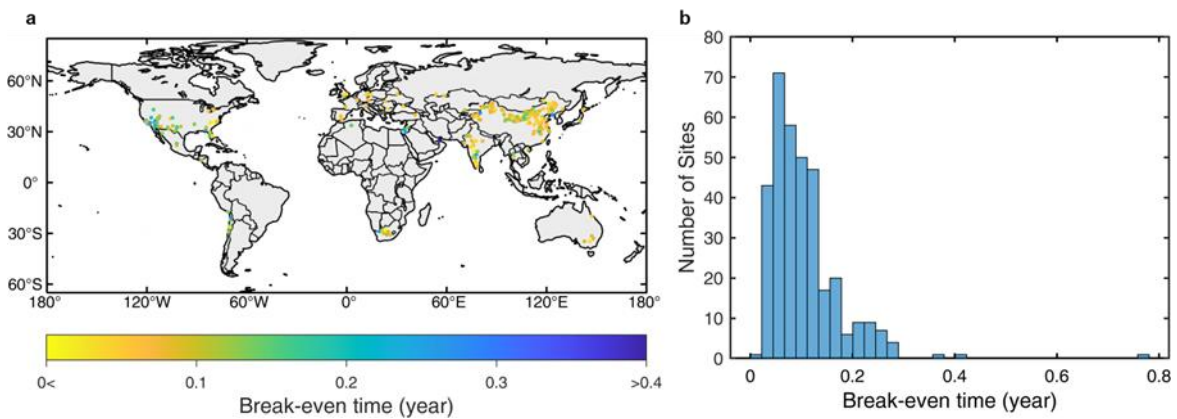 a
60°N
30°N
0°
30°S
60°S
180° 120°W 60°W 0° 60°E 120°E 180°
0< 0.1 0.2 0.3 >0.4
Break-even time (year)
b
80
70
60
50
40
30
20
10
0
Number of Sites
0 0.2 0.4 0.6 0.8
Break-even time (year)